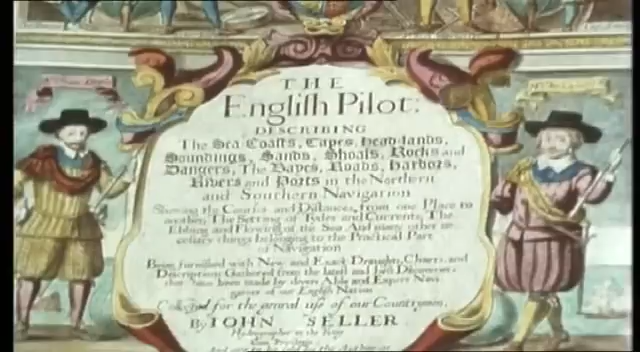 THE
Engliſh Pilot:
DESCRIBING
The Sea Coaſts, Capes, Head-lands,
Soundings, Sands, Shoals, Rocks and
Dangers, The Bayes, Roads, Harbors,
Rivers and Ports in the Northern
and Southern Navigation
Shewing the Courſes and Diſtances from one Place to
another, The Setting of Tydes and Currents, The
Ebbing and Flowing of the Sea And many other ne
ceſſary things belonging to the Practical Part
of Navigation
Being furniſhed with New and Exact Draughts, Charts, and
Deſcriptions Gathered from the lateſt and beſt Diſcoveries
that have been made by divers Able and Expert Navi-
gators of our Engliſh Nation
Collected for the general uſe of our Countrymen,
By IOHN SELLER
Hydrographer to the King